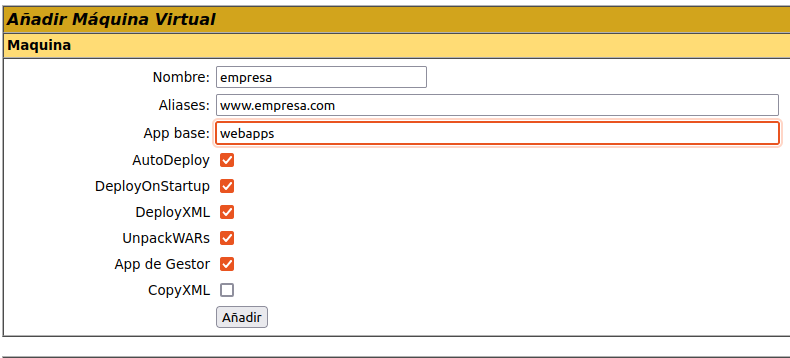 Añadir Máquina Virtual
Maquina
Nombre: empresa
Aliases: www.empresa.com
App base: webapps
AutoDeploy
DeployOnStartup
DeployXML
UnpackWARs
App de Gestor
CopyXML
Añadir